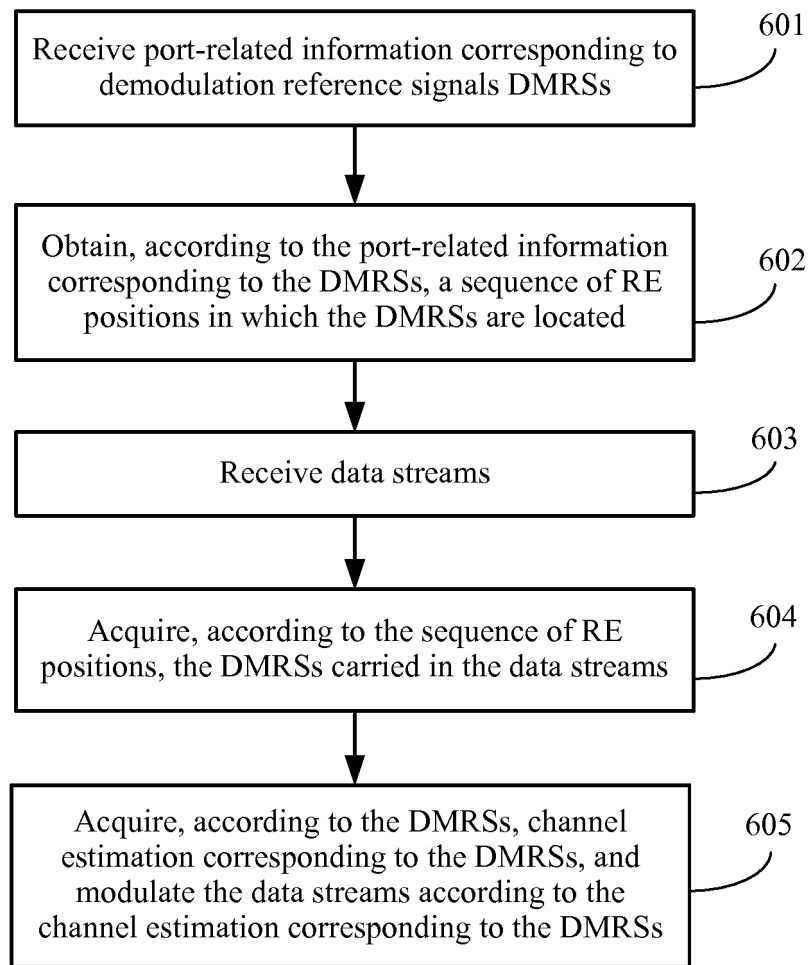 Receive port-related information corresponding to
demodulation reference signals DMRSs
601
Obtain, according to the port-related information
corresponding to the DMRSs, a sequence of RE
positions in which the DMRSs are located
602
Receive data streams
603
Acquire, according to the sequence of RE
positions, the DMRSs carried in the data streams
604
Acquire, according to the DMRSs, channel
estimation corresponding to the DMRSs, and
modulate the data streams according to the
channel estimation corresponding to the DMRSs
605